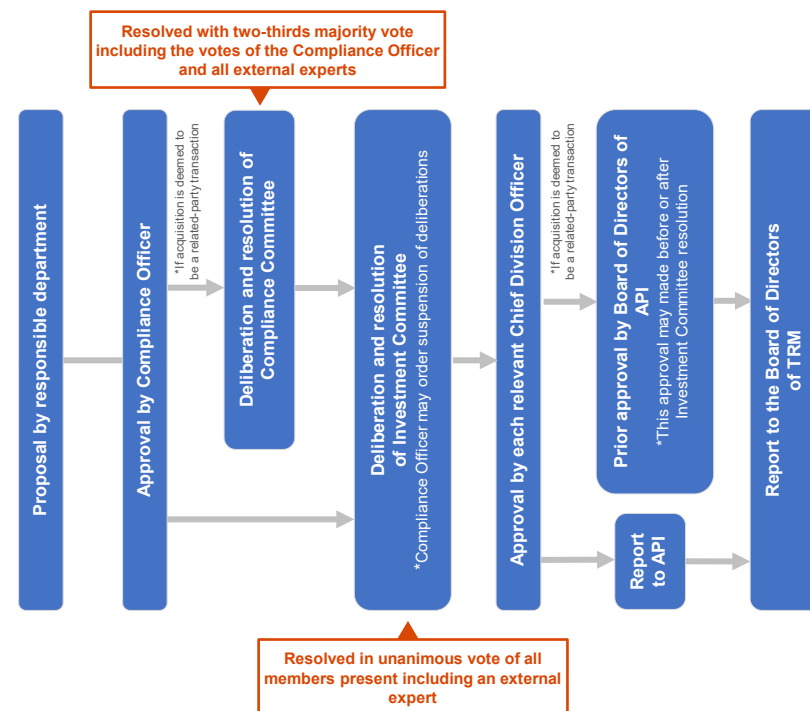 Resolved with two-thirds majority vote
including the votes of the Compliance Officer
and all external experts
Proposal by responsible department
Approval by Compliance Officer
*If acquisition is deemed to
be a related-party transaction
Deliberation and resolution of
Compliance Committee
Deliberation and resolution
of Investment Committee
*Compliance Officer may order suspension of deliberations
Approval by each relevant Chief Division Officer
*If acquisition is deemed to
be a related-party transaction
Prior approval by Board of Directors of
API
*This approval may made before or after
Investment Committee resolution
Report
to API
Report to the Board of Directors
of TRM
Resolved in unanimous vote of all
members present including an external
expert